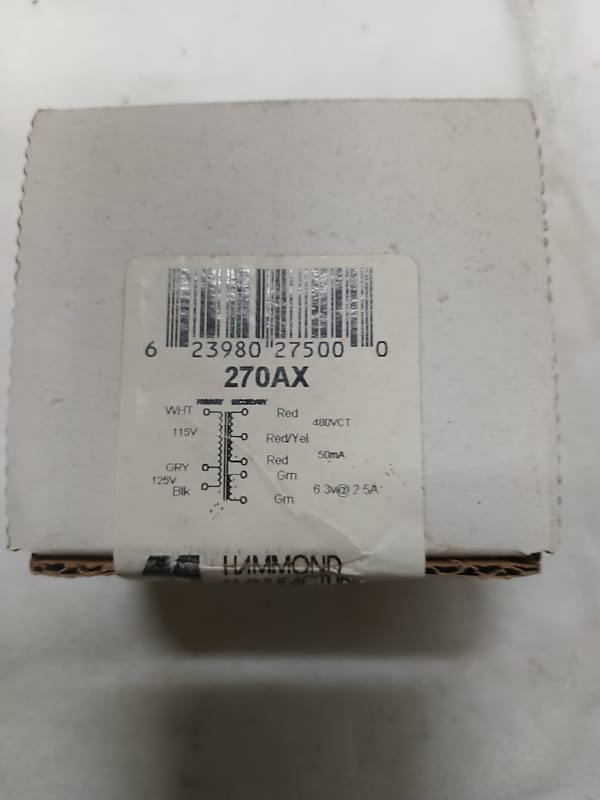 6 23980 27500 0
270AX
PRIMARY SECONDARY
WHT Red
480VCT
115V
Red/Yel
50mA
GRY Red
Grn
125V
Blk 6.3v@2.5A
Grn
HAMMOND
MANUFACTURING